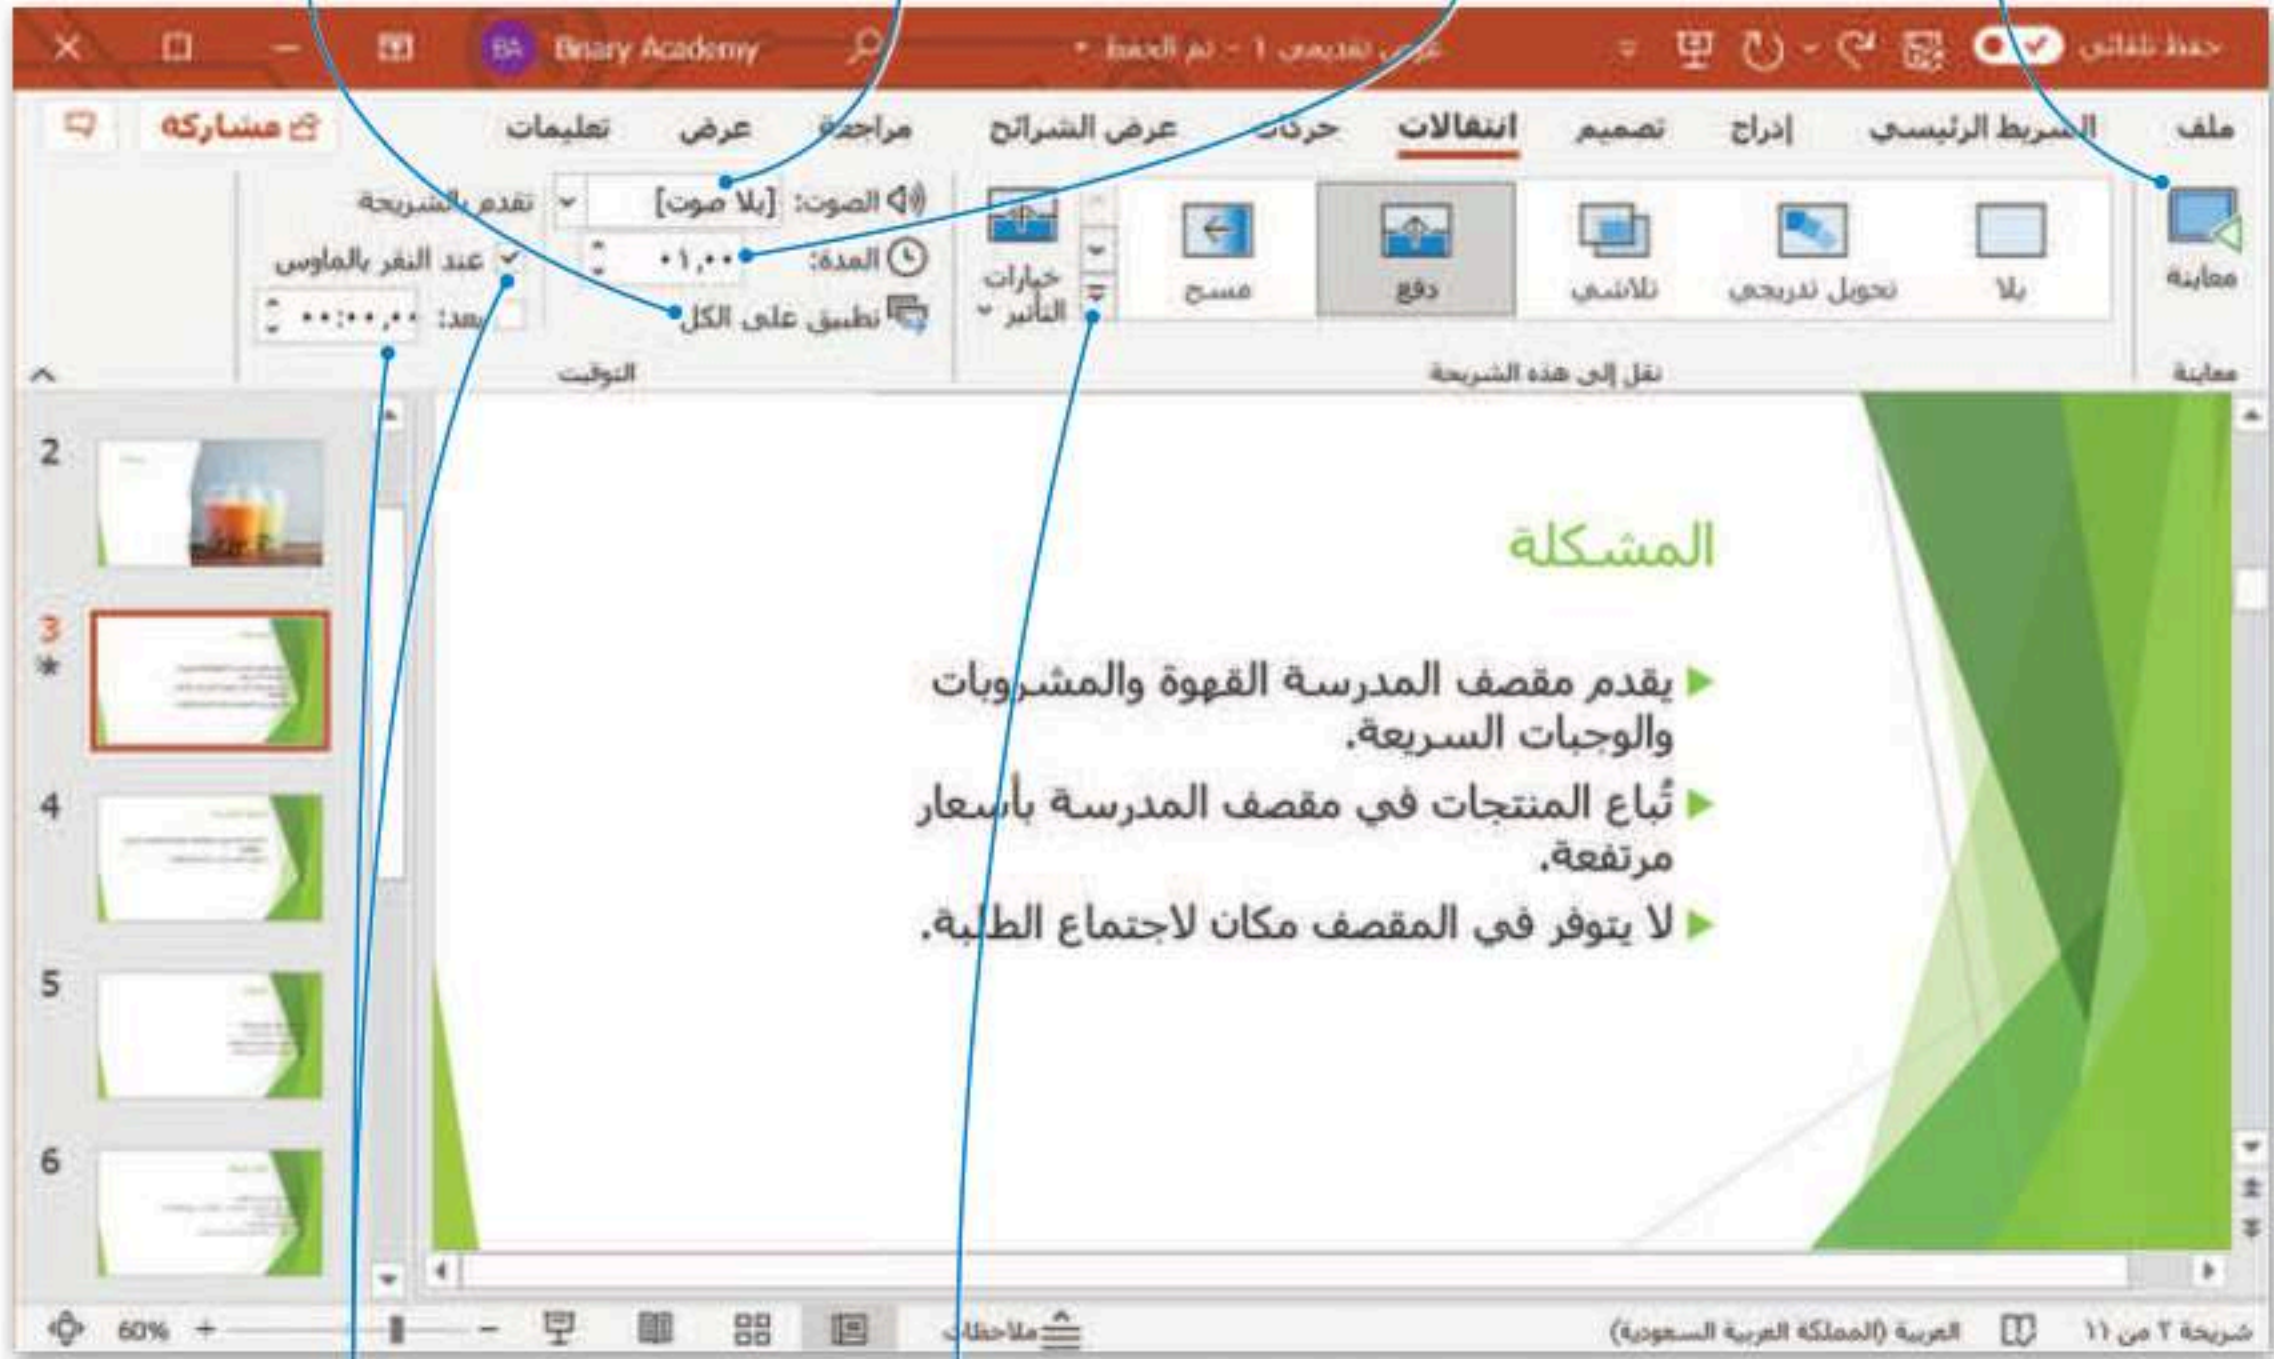 حفظ تلقائي
عرض تقديمي 1 - تم الحفظ
Binary Academy
BA
ملف
الشريط الرئيسي
إدراج
تصميم
انتقالات
حركات
عرض الشرائح
مراجعة
عرض
تعليمات
مشاركة
معاينة
بلا
تحويل تدريجي
تلاشي
دفع
مسح
خيارات
التأثير
الصوت: [بلا صوت]
المدة: ٠١,٠٠
تطبيق على الكل
تقدم بالشريحة
عند النقر بالماوس
بعد: ٠٠:٠٠,٠٠
معاينة
نقل إلى هذه الشريحة
التوقيت
المشكلة
يقدم مقصف المدرسة القهوة والمشروبات
والوجبات السريعة.
تُباع المنتجات في مقصف المدرسة بأسعار
مرتفعة.
لا يتوفر في المقصف مكان لاجتماع الطلبة.
2
3
4
5
6
شريحة ٣ من ١١
العربية (المملكة العربية السعودية)
ملاحظات
60%